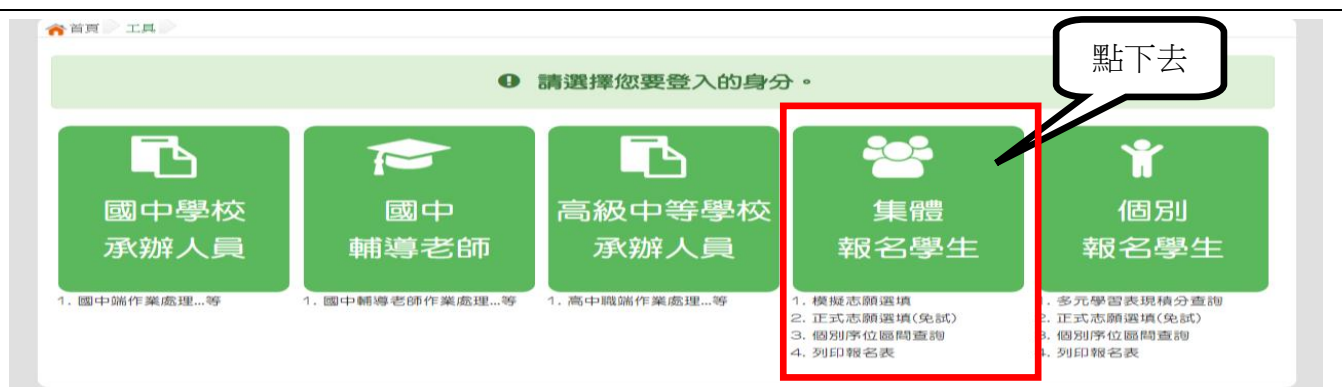 首頁 工具
點下去
請選擇您要登入的身分。
國中學校
承辦人員
1. 國中端作業處理...等
國中
輔導老師
1. 國中輔導老師作業處理...等
高級中等學校
承辦人員
1. 高中職端作業處理...等
集體
報名學生
1. 模擬志願選填
2. 正式志願選填(免試)
3. 個別序位區間查詢
4. 列印報名表
個別
報名學生
1. 多元學習表現積分查詢
2. 正式志願選填(免試)
3. 個別序位區間查詢
4. 列印報名表